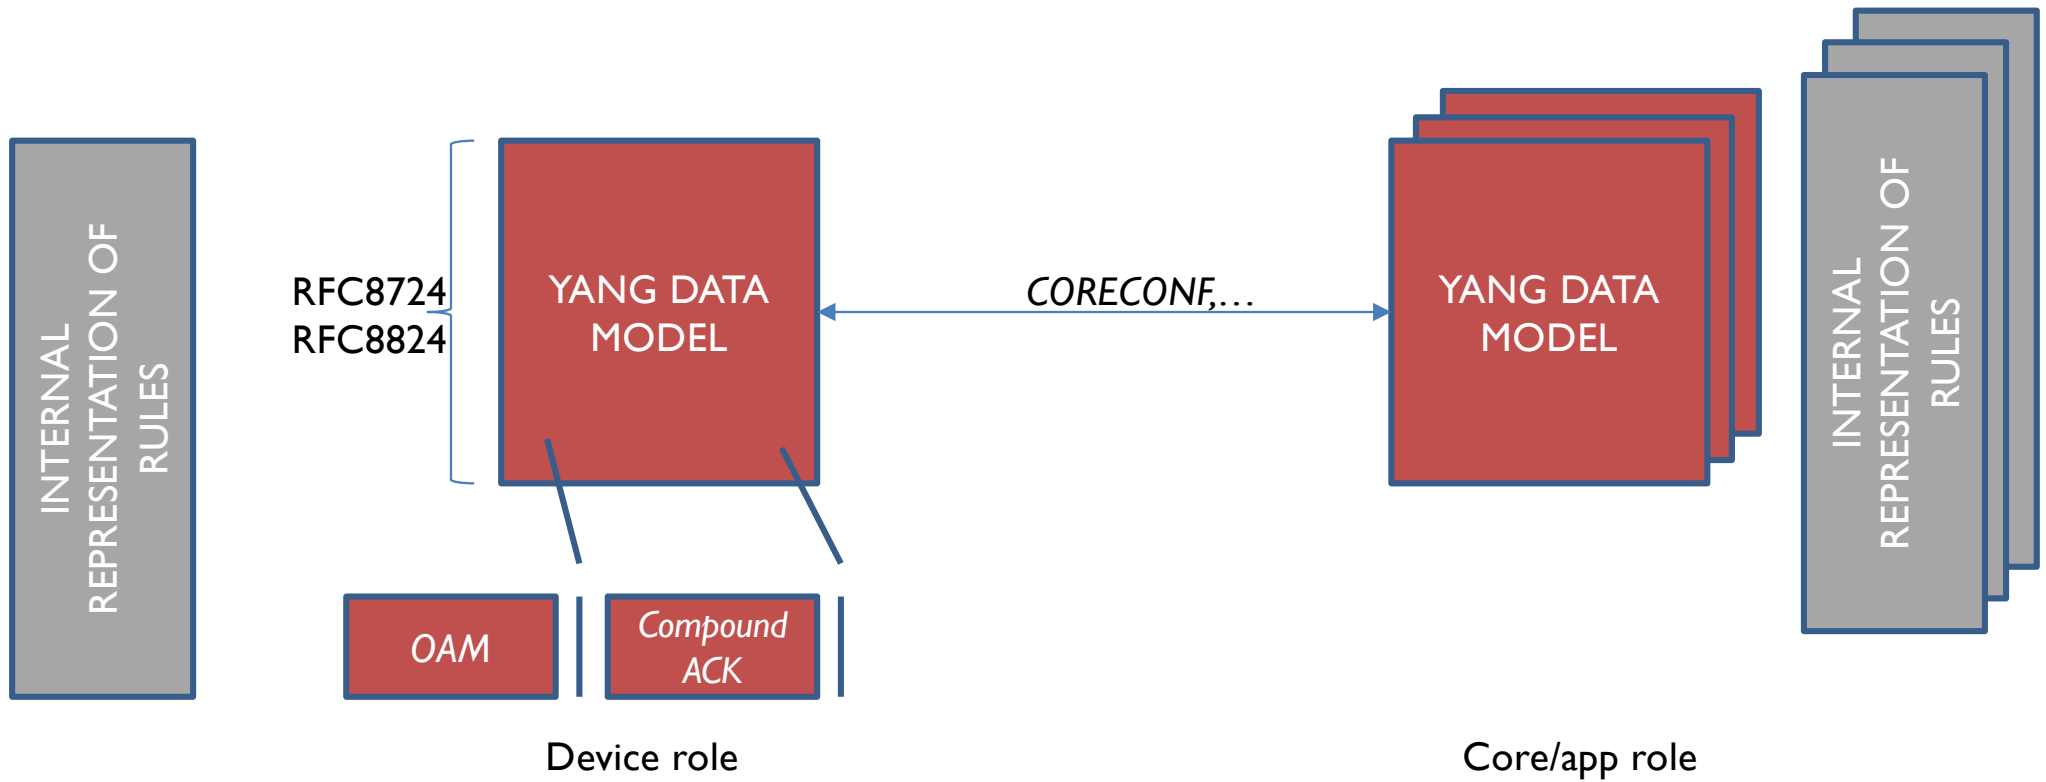 INTERNAL
REPRESENTATION OF
RULES
RFC8724
RFC8824
YANG DATA
MODEL
CORECONF,…
YANG DATA
MODEL
INTERNAL
REPRESENTATION OF
RULES
OAM
Compound
ACK
Device role
Core/app role